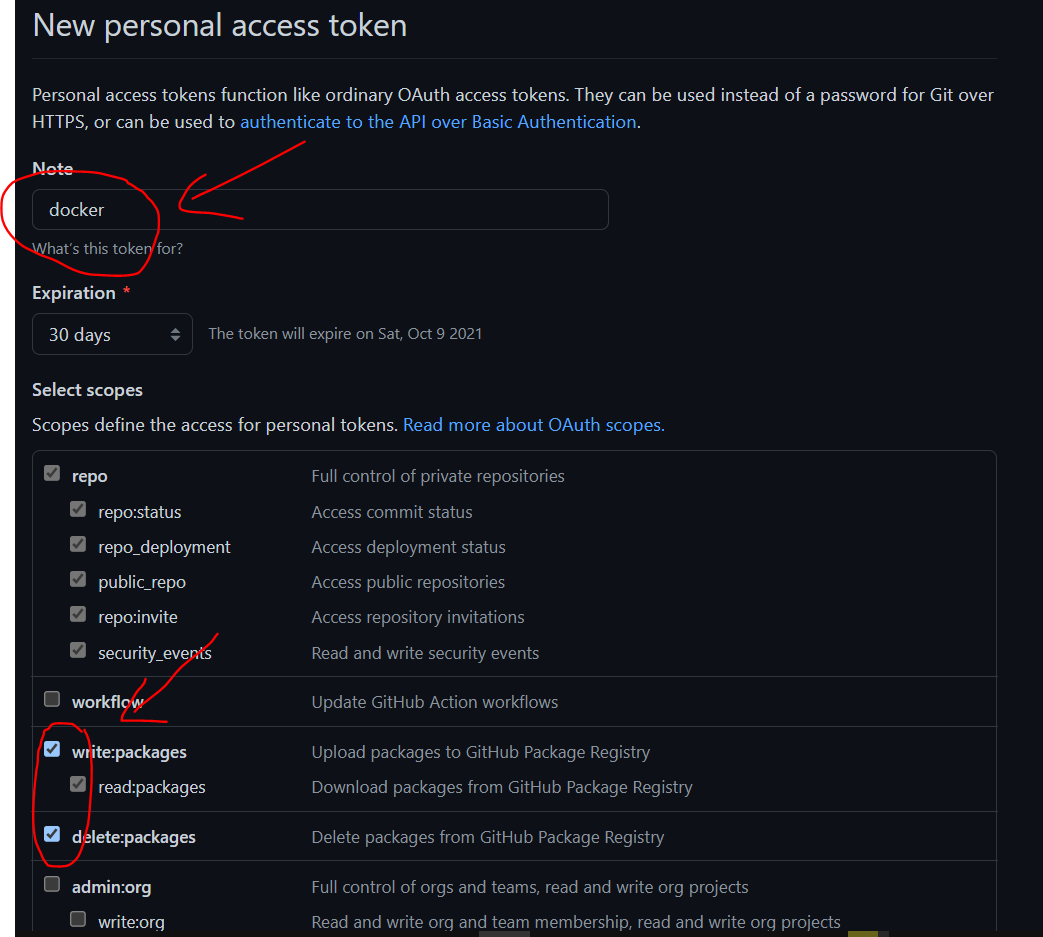 New personal access token
Personal access tokens function like ordinary OAuth access tokens. They can be used instead of a password for Git over
HTTPS, or can be used to authenticate to the API over Basic Authentication.
Note
docker
What's this token for?
Expiration *
30 days The token will expire on Sat, Oct 9 2021
Select scopes
Scopes define the access for personal tokens. Read more about OAuth scopes.
repo Full control of private repositories
repo:status Access commit status
repo_deployment Access deployment status
public_repo Access public repositories
repo:invite Access repository invitations
security_events Read and write security events
workflow Update GitHub Action workflows
write:packages Upload packages to GitHub Package Registry
read:packages Download packages from GitHub Package Registry
delete:packages Delete packages from GitHub Package Registry
admin:org Full control of orgs and teams, read and write org projects
write:org Read and write org and team membership, read and write org projects